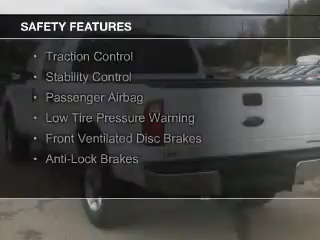 SAFETY FEATURES
• Traction Control
• Stability Control
• Passenger Airbag
• Low Tire Pressure Warning
• Front Ventilated Disc Brakes
• Anti-Lock Brakes